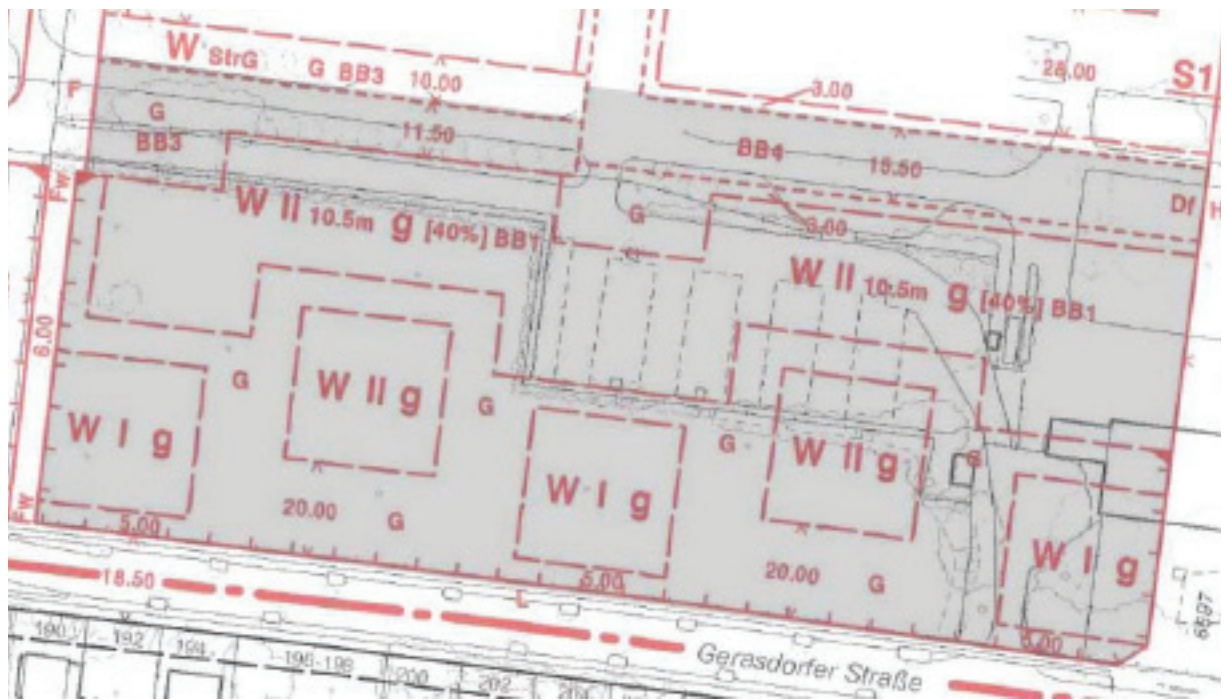 W StrG G BB3 10.00
28.00 S1
3.00
F G
BB3 11.50
BB4 15.50
Fw
Df
G
3.00
W II 10.5m g [40%] BB1
W II 10.5m g [40%] BB1
6.00
G
W II g
G
G
W II g
G
W I g
W I g
W I g
Fw
5.00
20.00 G
5.00
20.00 G
5.00
18.50
L
6597
Gerasdorfer Straße
190 192 194 196-198 200 202 204